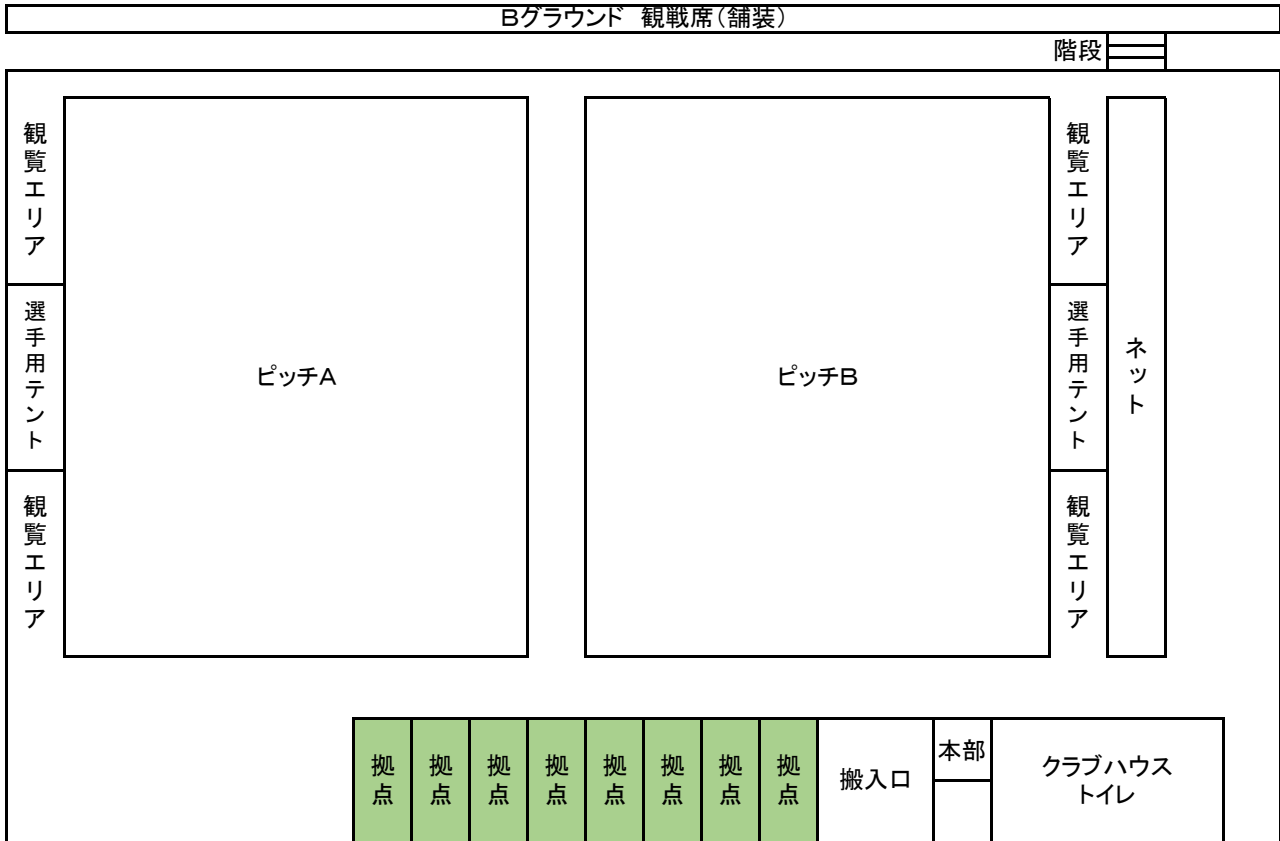 Bグラウンド 観戦席（舗装）
階段
観覧エリア
選手用テント
観覧エリア
ピッチA
ピッチB
観覧エリア
選手用テント
観覧エリア
ネット
拠点
拠点
拠点
拠点
拠点
拠点
拠点
拠点
搬入口
本部
クラブハウス
トイレ